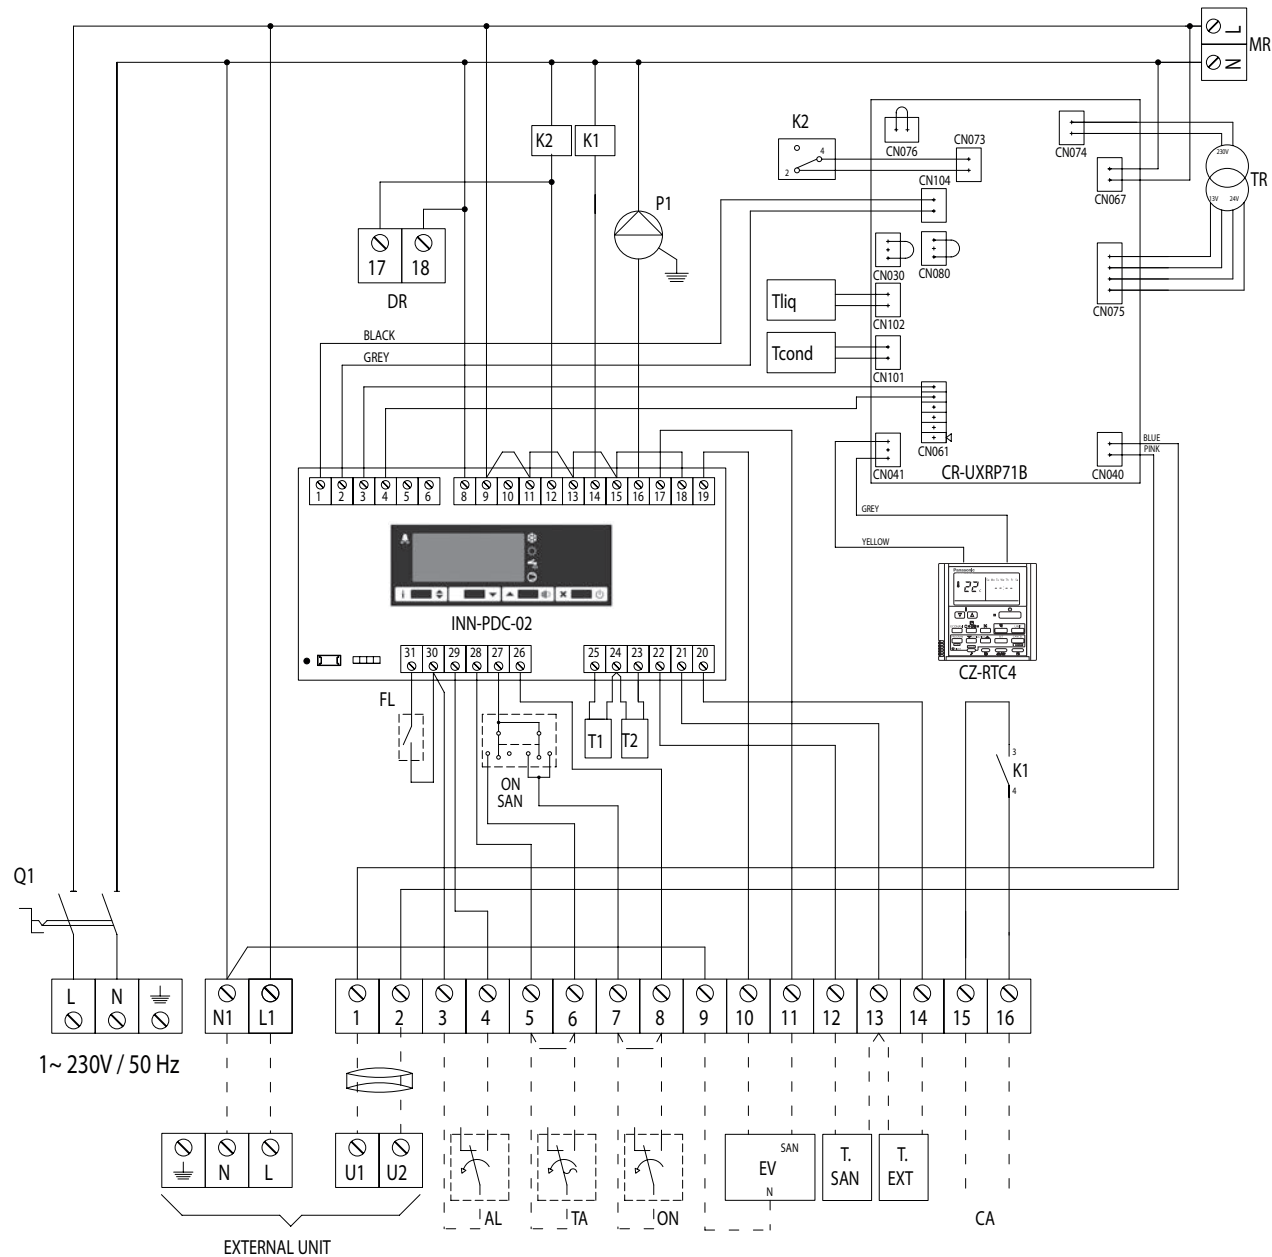 L
MR
N
K2
K2
K1
CN076
CN073
CN074
230V
TR
CN067
13V
24V
4
2
CN104
P1
17
18
DR
CN030
CN080
Tliq
CN102
CN075
BLACK
GREY
Tcond
CN101
CN061
CN041
CR-UXRP71B
CN040
BLUE
PINK
1 2 3 4 5 6
8 9 10 11 12 13 14 15 16 17 18 19
GREY
YELLOW
INN-PDC-02
Panasonic
22
CZ-RTC4
31 30 29 28 27 26
25 24 23 22 21 20
FL
T1
T2
ON
SAN
3
K1
4
Q1
L N
N1 L1
1 2 3 4 5 6 7 8 9 10 11 12 13 14 15 16
1~ 230V / 50 Hz
N L
U1 U2
AL
TA
ON
SAN
EV
N
T.
SAN
T.
EXT
CA
EXTERNAL UNIT